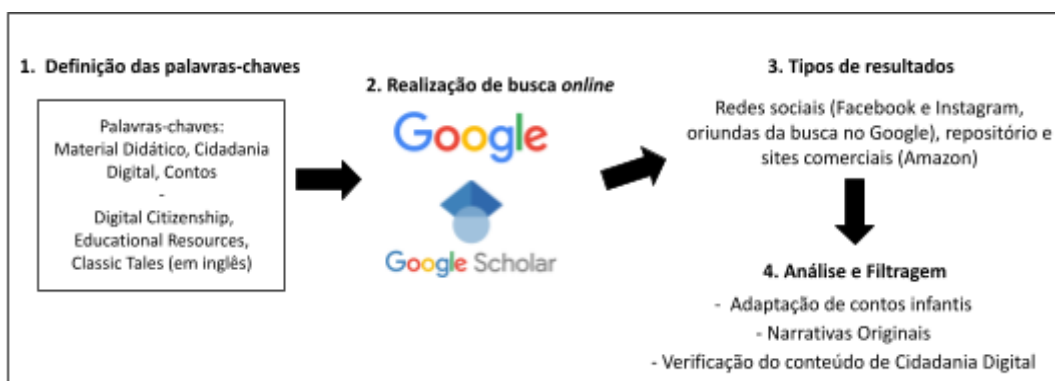 1. Definição das palavras-chaves
Palavras-chaves:
Material Didático, Cidadania
Digital, Contos
-
Digital Citizenship,
Educational Resources,
Classic Tales (em inglês)
2. Realização de busca online
Google
Google Scholar
3. Tipos de resultados
Redes sociais (Facebook e Instagram,
oriundas da busca no Google), repositório e
sites comerciais (Amazon)
4. Análise e Filtragem
- Adaptação de contos infantis
- Narrativas Originais
- Verificação do conteúdo de Cidadania Digital